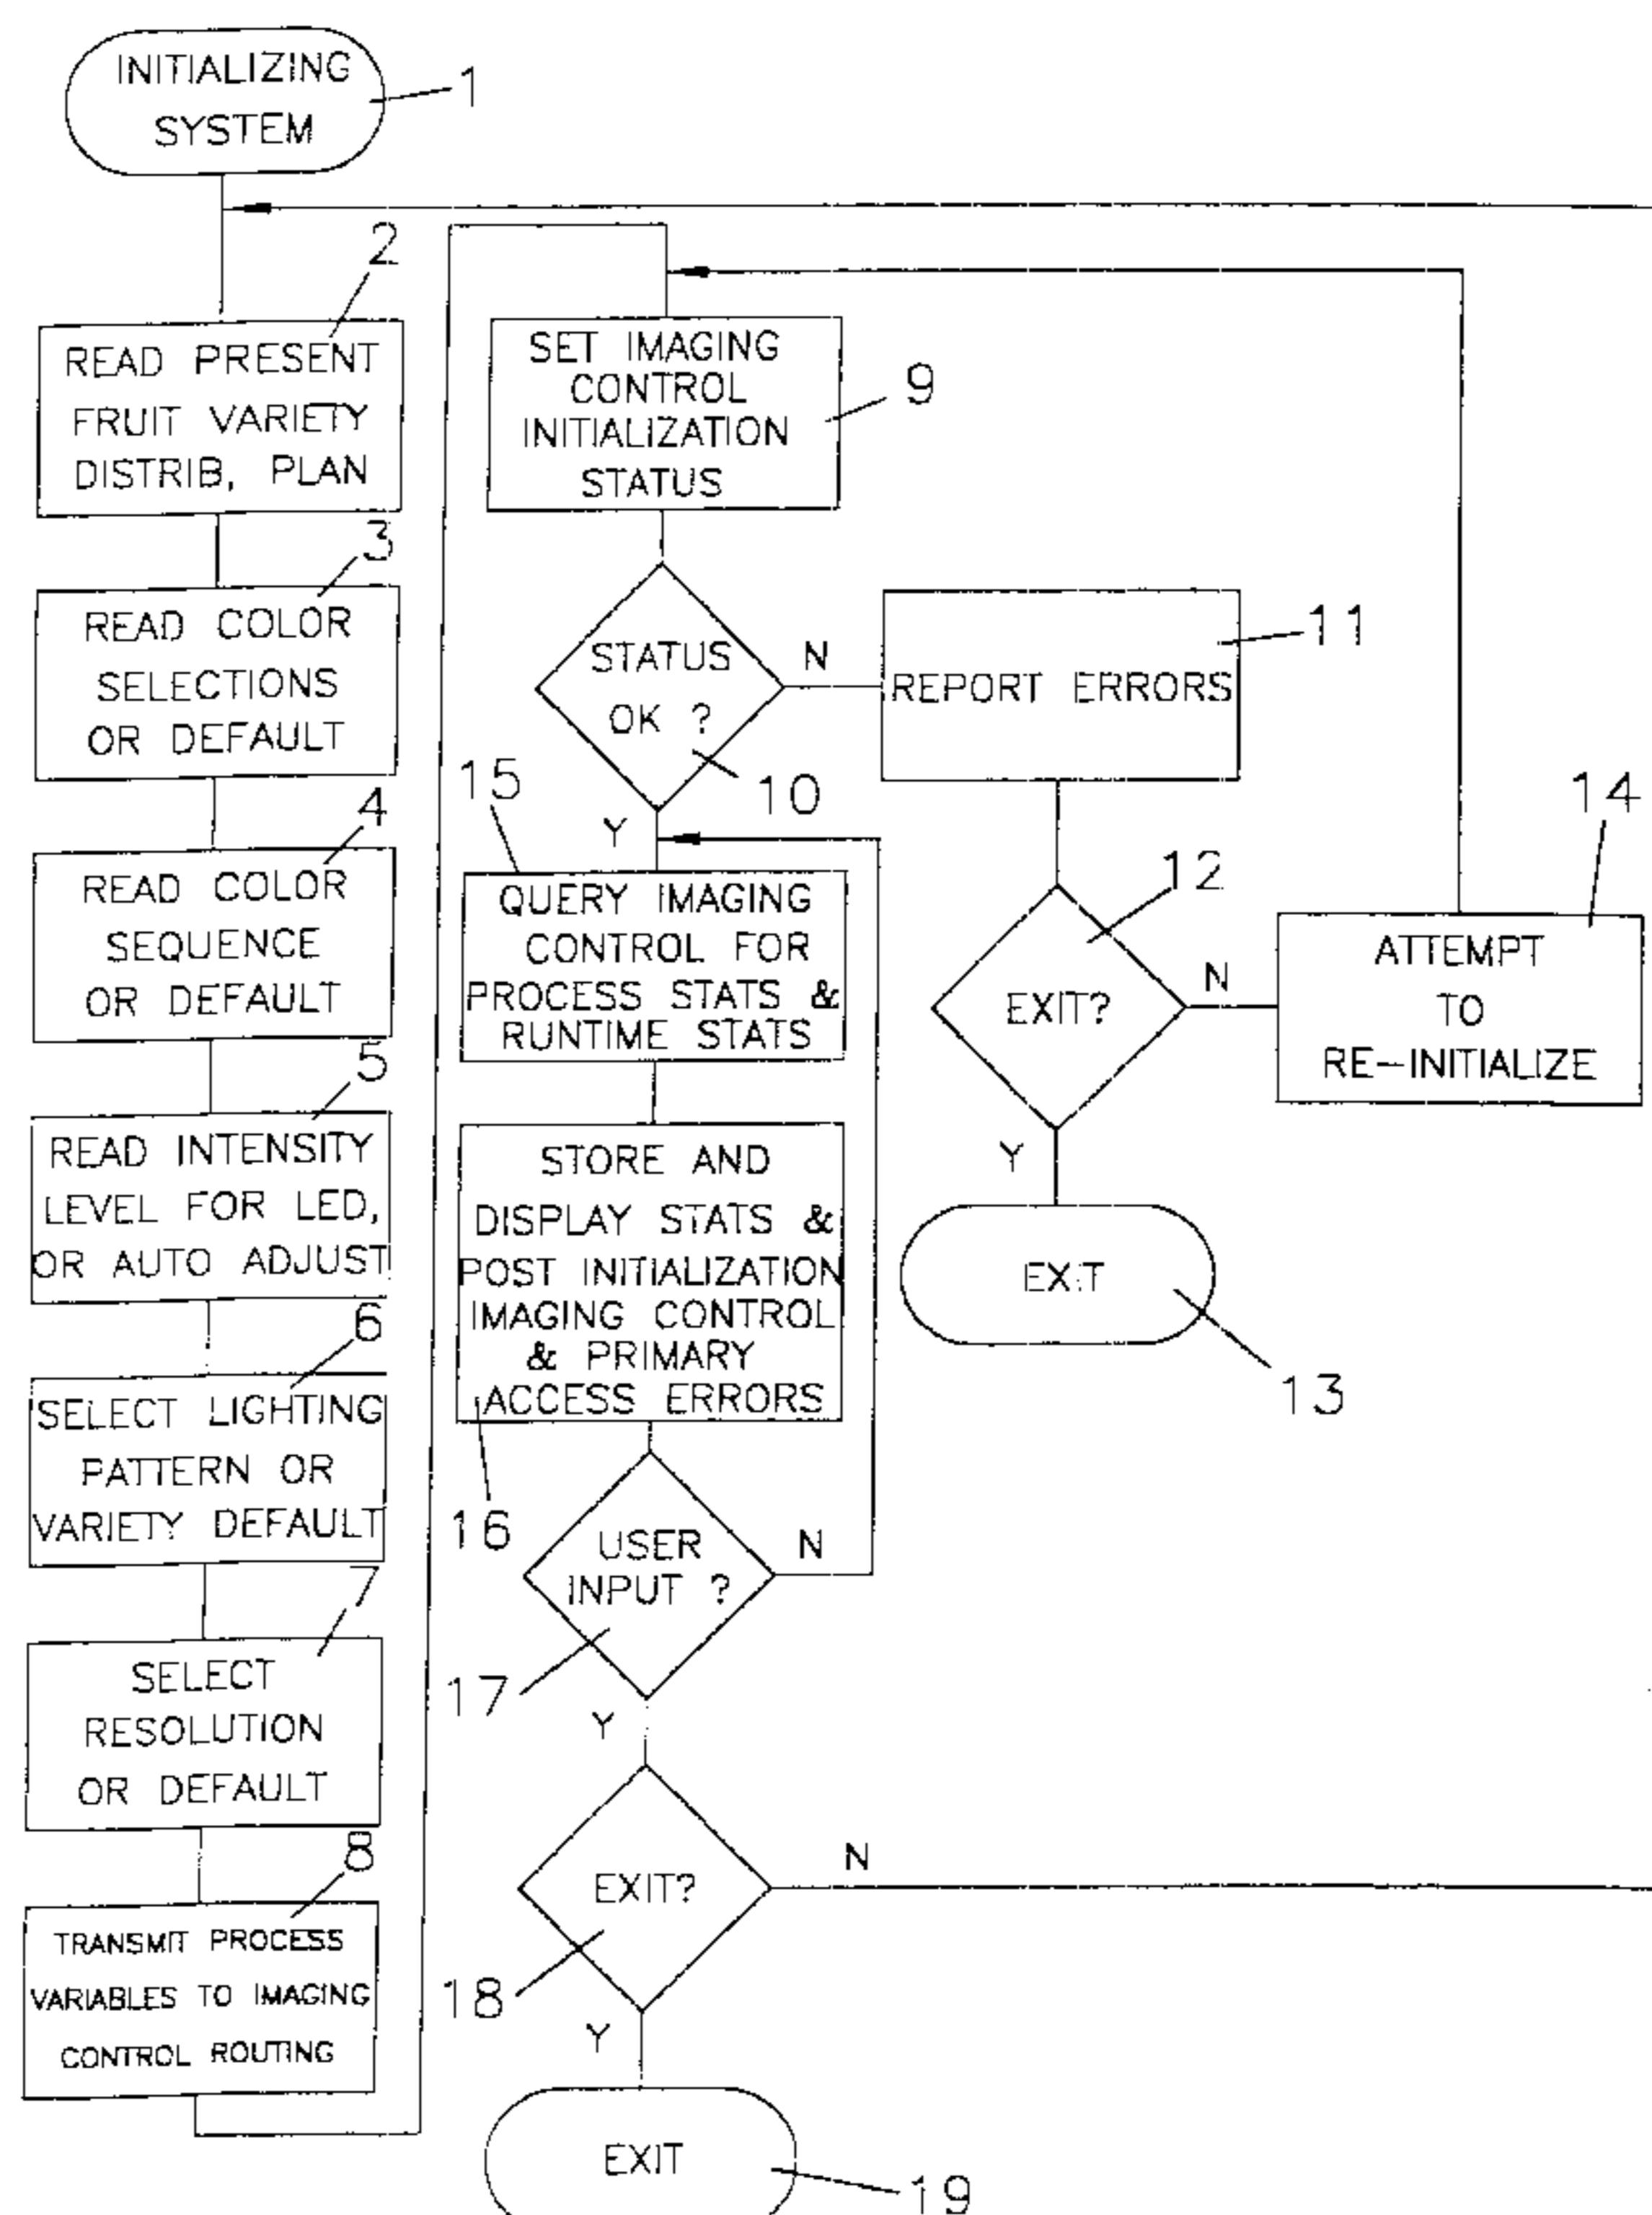 INITIALIZING
SYSTEM
1
2
READ PRESENT
FRUIT VARIETY
DISTRIB, PLAN
3
READ COLOR
SELECTIONS
OR DEFAULT
4
READ COLOR
SEQUENCE
OR DEFAULT
5
READ INTENSITY
LEVEL FOR LED,
OR AUTO ADJUST
6
SELECT LIGHTING
PATTERN OR
VARIETY DEFAULT
7
SELECT
RESOLUTION
OR DEFAULT
8
TRANSMIT PROCESS
VARIABLES TO IMAGING
CONTROL ROUTING
SET IMAGING
CONTROL
INITIALIZATION
STATUS
9
STATUS
OK ?
N
10
Y
REPORT ERRORS
11
12
EXIT?
N
Y
EXIT
13
14
ATTEMPT
TO
RE-INITIALIZE
15
QUERY IMAGING
CONTROL FOR
PROCESS STATS &
RUNTIME STATS
STORE AND
DISPLAY STATS &
POST INITIALIZATION
IMAGING CONTROL
& PRIMARY
ACCESS ERRORS
16
USER
INPUT ?
N
17
Y
EXIT?
N
18
Y
EXIT
19